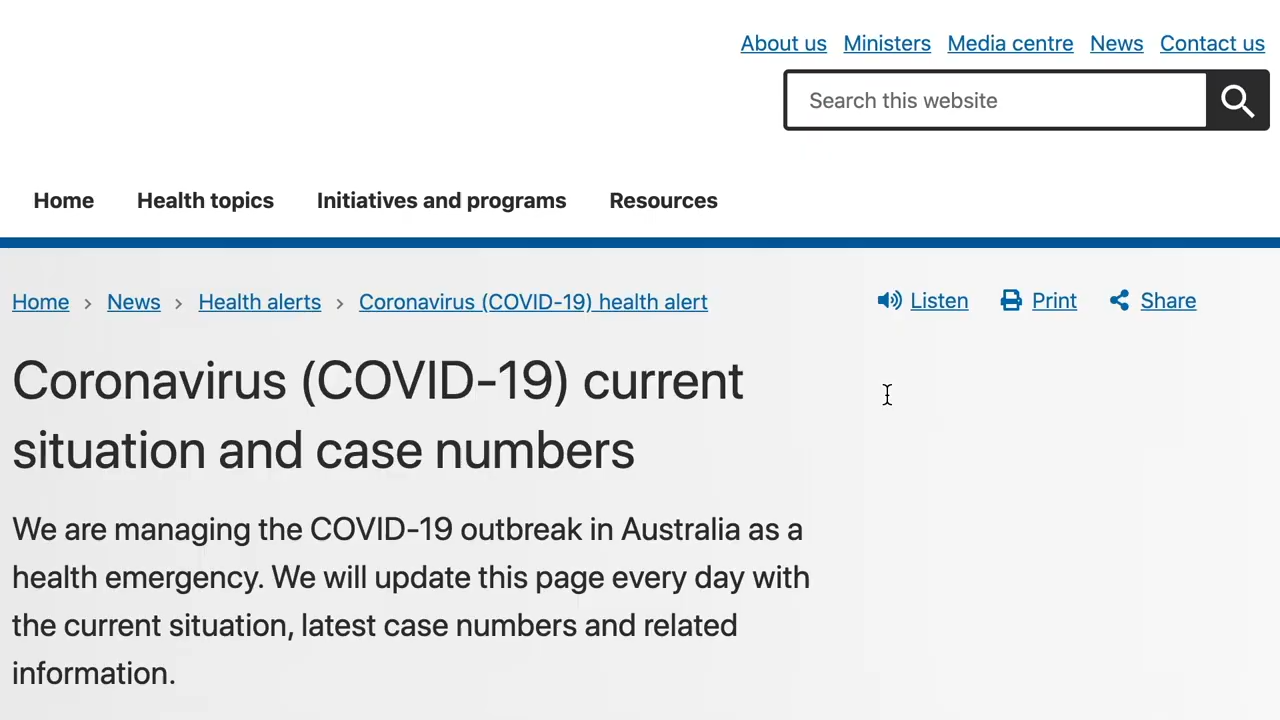 About us Ministers Media centre News Contact us
Search this website
Home Health topics Initiatives and programs Resources
Home > News > Health alerts > Coronavirus (COVID-19) health alert
Listen Print Share
Coronavirus (COVID-19) current
situation and case numbers
We are managing the COVID-19 outbreak in Australia as a
health emergency. We will update this page every day with
the current situation, latest case numbers and related
information.